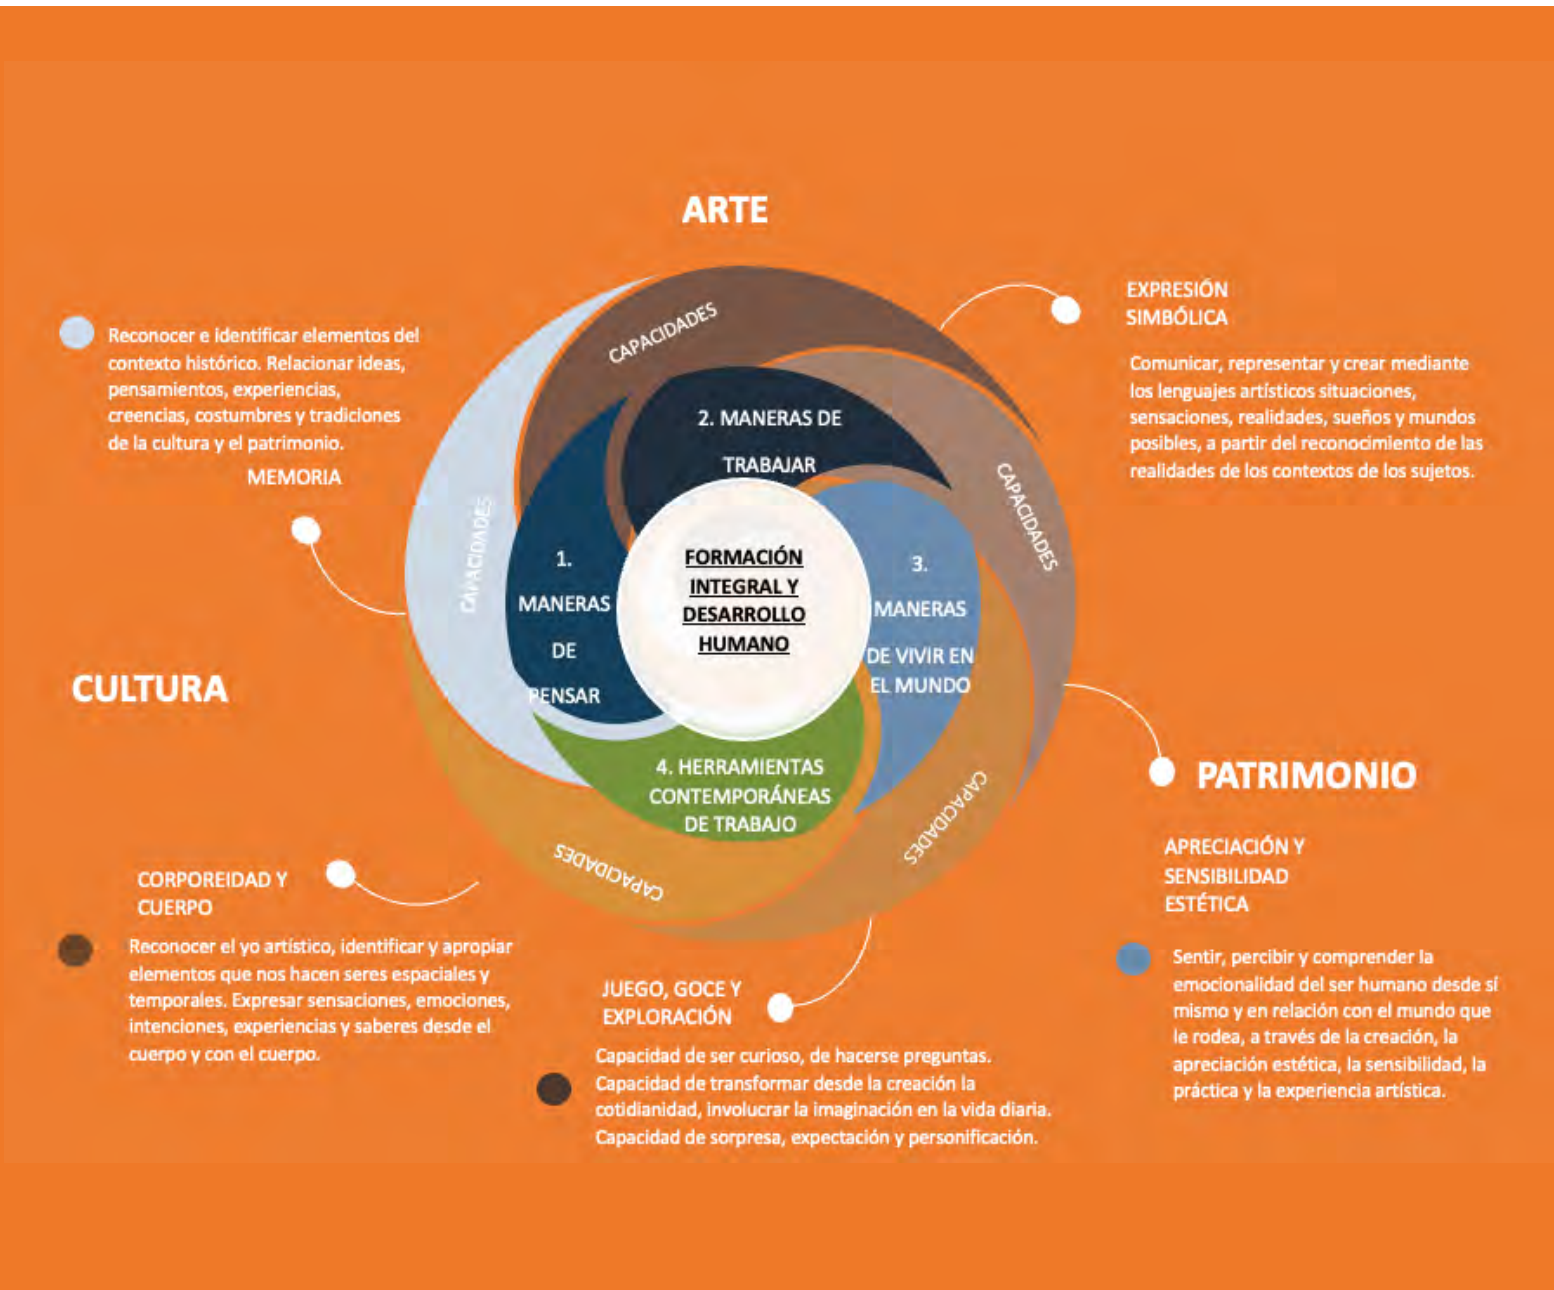 ARTE
CAPACIDADES
EXPRESIÓN
SIMBÓLICA
Comunicar, representar y crear mediante
los lenguajes artísticos situaciones,
sensaciones, realidades, sueños y mundos
posibles, a partir del reconocimiento de las
realidades de los contextos de los sujetos.
Reconocer e identificar elementos del
contexto histórico. Relacionar ideas,
pensamientos, experiencias,
creencias, costumbres y tradiciones
de la cultura y el patrimonio.
MEMORIA
CAPACIDADES
2. MANERAS DE
TRABAJAR
CAPACIDADES
1.
MANERAS
DE
PENSAR
FORMACIÓN
INTEGRAL Y
DESARROLLO
HUMANO
3.
MANERAS
DE VIVIR EN
EL MUNDO
CULTURA
4. HERRAMIENTAS
CONTEMPORÁNEAS
DE TRABAJO
CAPACIDADES
CAPACIDADES
PATRIMONIO
APRECIACIÓN Y
SENSIBILIDAD
ESTÉTICA
Sentir, percibir y comprender la
emocionalidad del ser humano desde sí
mismo y en relación con el mundo que
le rodea, a través de la creación, la
apreciación estética, la sensibilidad, la
práctica y la experiencia artística.
CORPOREIDAD Y
CUERPO
Reconocer el yo artístico, identificar y apropiar
elementos que nos hacen seres espaciales y
temporales. Expresar sensaciones, emociones,
intenciones, experiencias y saberes desde el
cuerpo y con el cuerpo.
JUEGO, GOCE Y
EXPLORACIÓN
Capacidad de ser curioso, de hacerse preguntas.
Capacidad de transformar desde la creación la
cotidianidad, involucrar la imaginación en la vida diaria.
Capacidad de sorpresa, expectación y personificación.